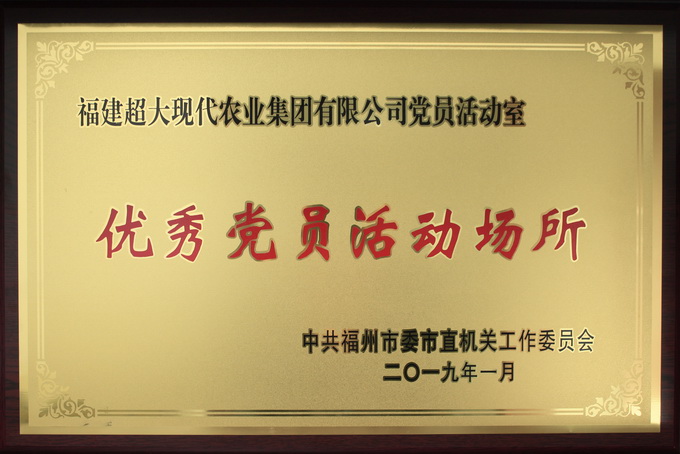 福建超大现代农业集团有限公司党员活动室
优秀党员活动场所
中共福州市委市直机关工作委员会
二〇一九年一月